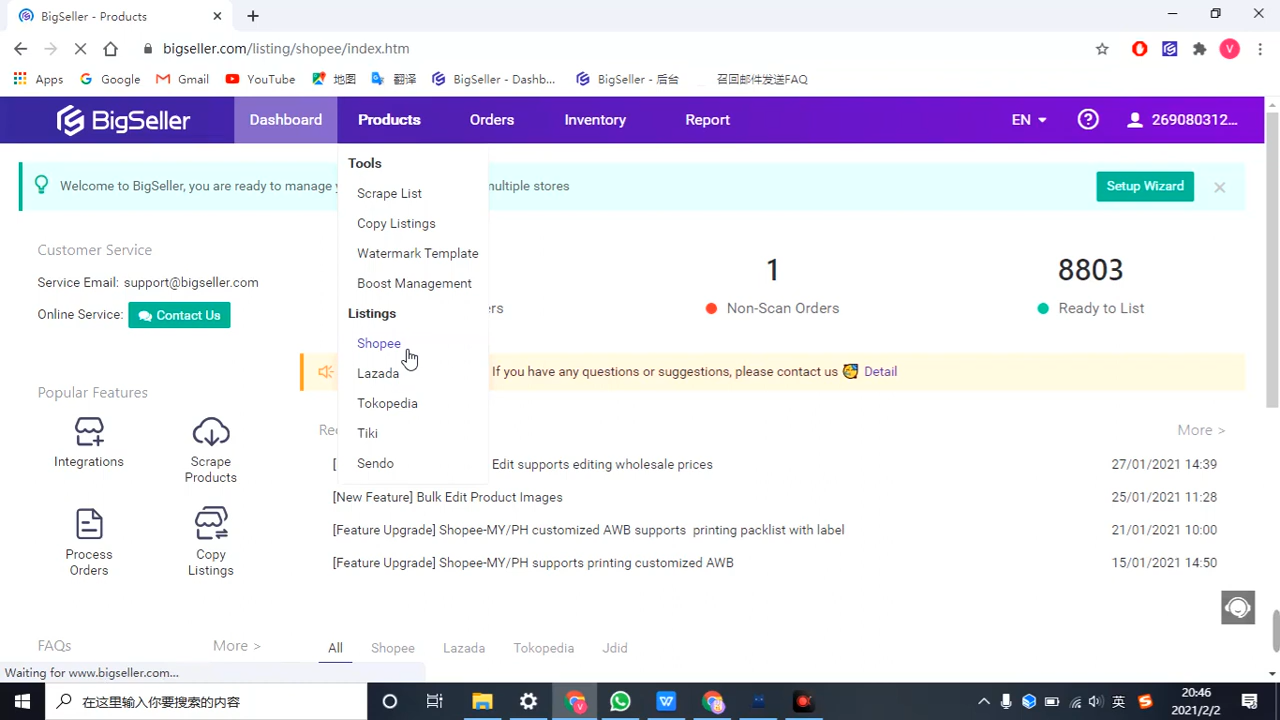 BigSeller - Products
bigseller.com/listing/shopee/index.htm
Apps Google Gmail YouTube 地图 翻译 BigSeller - Dashb... BigSeller - 后台 召回邮件发送FAQ
BigSeller Dashboard Products Orders Inventory Report EN 269080312...
Tools
Scrape List
Copy Listings
Watermark Template
Boost Management
Listings
Shopee
Lazada
Tokopedia
Tiki
Sendo
Welcome to BigSeller, you are ready to manage y multiple stores Setup Wizard
Customer Service
Service Email: support@bigseller.com
Online Service: Contact Us
ers
1
Non-Scan Orders
8803
Ready to List
If you have any questions or suggestions, please contact us Detail
Popular Features
Integrations
Scrape
Products
Process
Orders
Copy
Listings
Rec More >
[ Edit supports editing wholesale prices 27/01/2021 14:39
[New Feature] Bulk Edit Product Images 25/01/2021 11:28
[Feature Upgrade] Shopee-MY/PH customized AWB supports printing packlist with label 21/01/2021 10:00
[Feature Upgrade] Shopee-MY/PH supports printing customized AWB 15/01/2021 14:50
FAQs More > All Shopee Lazada Tokopedia Jdid
Waiting for www.bigseller.com...
在这里输入你要搜索的内容
英
20:46
2021/2/2